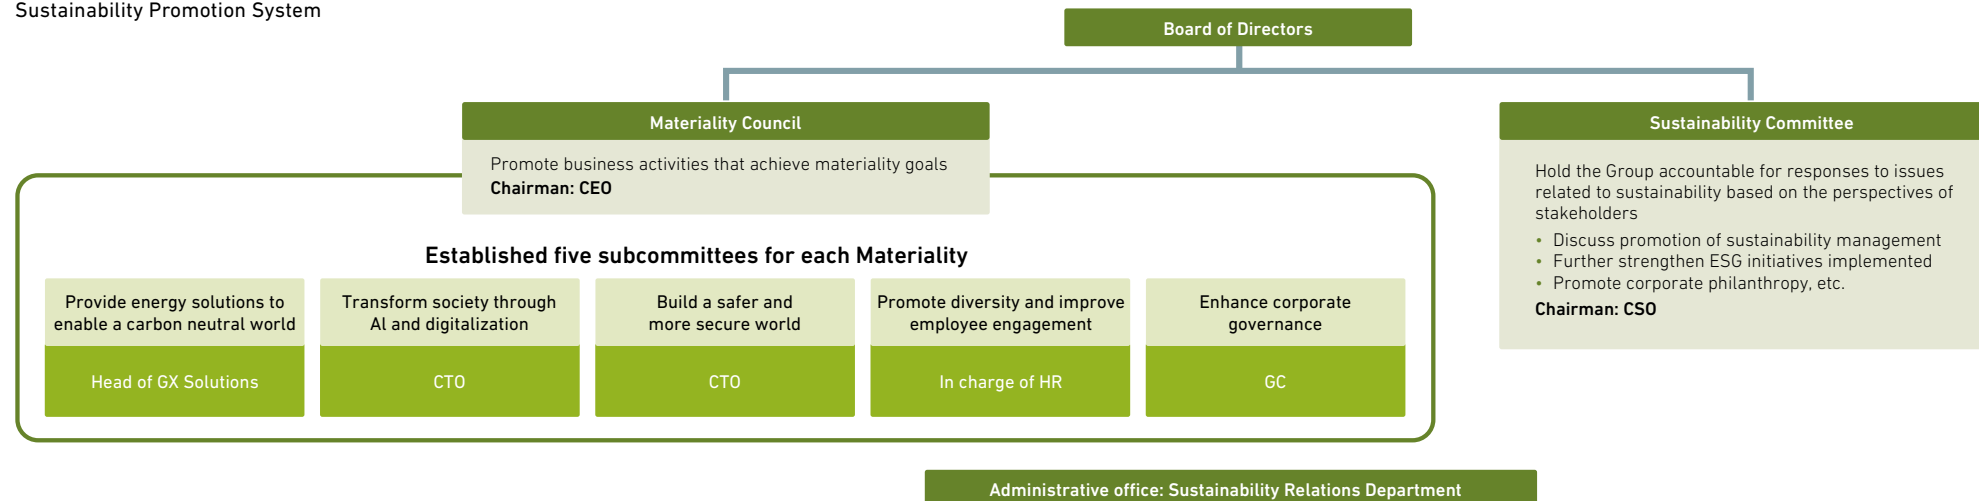 Sustainability Promotion System
Board of Directors
Materiality Council
Promote business activities that achieve materiality goals
Chairman: CEO
Sustainability Committee
Hold the Group accountable for responses to issues
related to sustainability based on the perspectives of
stakeholders
• Discuss promotion of sustainability management
• Further strengthen ESG initiatives implemented
• Promote corporate philanthropy, etc.
Chairman: CSO
Established five subcommittees for each Materiality
Provide energy solutions to
enable a carbon neutral world
Head of GX Solutions
Transform society through
AI and digitalization
CTO
Build a safer and
more secure world
CTO
Promote diversity and improve
employee engagement
In charge of HR
Enhance corporate
governance
GC
Administrative office: Sustainability Relations Department